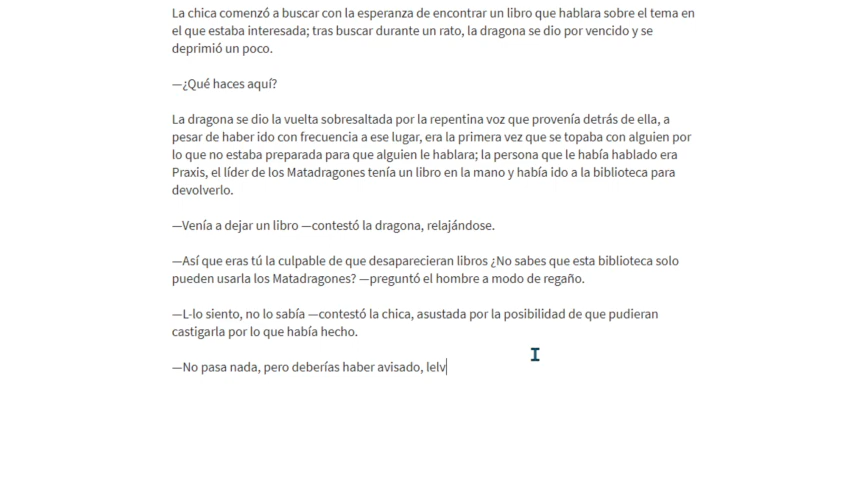 La chica comenzó a buscar con la esperanza de encontrar un libro que hablara sobre el tema en
el que estaba interesada; tras buscar durante un rato, la dragona se dio por vencido y se
deprimió un poco.
—¿Qué haces aquí?
La dragona se dio la vuelta sobresaltada por la repentina voz que provenía detrás de ella, a
pesar de haber ido con frecuencia a ese lugar, era la primera vez que se topaba con alguien por
lo que no estaba preparada para que alguien le hablara; la persona que le había hablado era
Praxis, el líder de los Matadragones tenía un libro en la mano y había ido a la biblioteca para
devolverlo.
—Venía a dejar un libro —contestó la dragona, relajándose.
—Así que eras tú la culpable de que desaparecieran libros ¿No sabes que esta biblioteca solo
pueden usarla los Matadragones? —preguntó el hombre a modo de regaño.
—L-lo siento, no lo sabía —contestó la chica, asustada por la posibilidad de que pudieran
castigarla por lo que había hecho.
—No pasa nada, pero deberías haber avisado, lelv